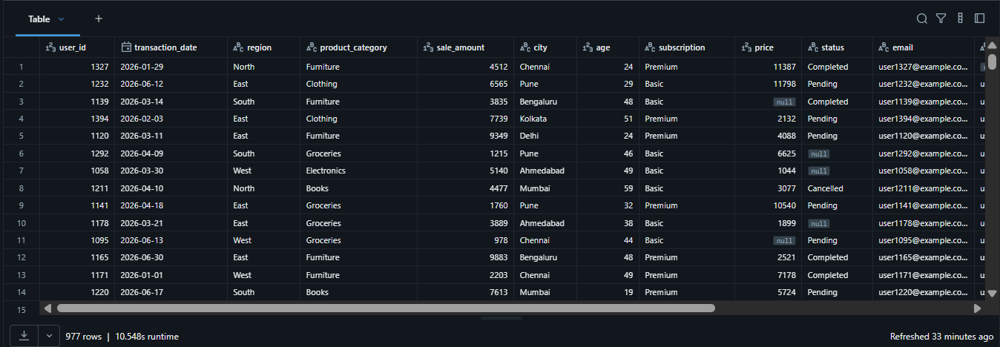 Table +
user_id transaction_date region product_category sale_amount city age subscription price status email
1 1327 2026-01-29 North Furniture 4512 Chennai 24 Premium 11387 Completed user1327@example.co...
2 1232 2026-06-12 East Clothing 6565 Pune 29 Basic 11798 Pending user1232@example.co... u
3 1139 2026-03-14 South Furniture 3835 Bengaluru 48 Basic null Completed user1139@example.co... u
4 1394 2026-02-03 East Clothing 7739 Kolkata 51 Premium 2132 Pending user1394@example.co... u
5 1120 2026-03-11 East Furniture 9349 Delhi 24 Premium 4088 Pending user1120@example.co... u
6 1292 2026-04-09 South Groceries 1215 Pune 46 Basic 6625 null user1292@example.co... u
7 1058 2026-03-30 West Electronics 5140 Ahmedabad 49 Basic 1044 null user1058@example.co... u
8 1211 2026-04-10 North Books 4477 Mumbai 59 Basic 3077 Cancelled user1211@example.co... u
9 1141 2026-04-18 East Groceries 1760 Pune 32 Premium 10540 Pending user1141@example.co... u
10 1178 2026-03-21 East Groceries 3889 Ahmedabad 38 Basic 1899 null user1178@example.co... u
11 1095 2026-06-13 West Groceries 978 Chennai 44 Basic null Pending user1095@example.co... u
12 1165 2026-06-30 East Furniture 9883 Bengaluru 48 Premium 2521 Completed user1165@example.co... u
13 1171 2026-01-01 West Furniture 2203 Chennai 49 Premium 7178 Completed user1171@example.co... u
14 1220 2026-06-17 South Books 7613 Mumbai 19 Premium 5724 Pending user1220@example.co... u
15
977 rows | 10.548s runtime Refreshed 33 minutes ago